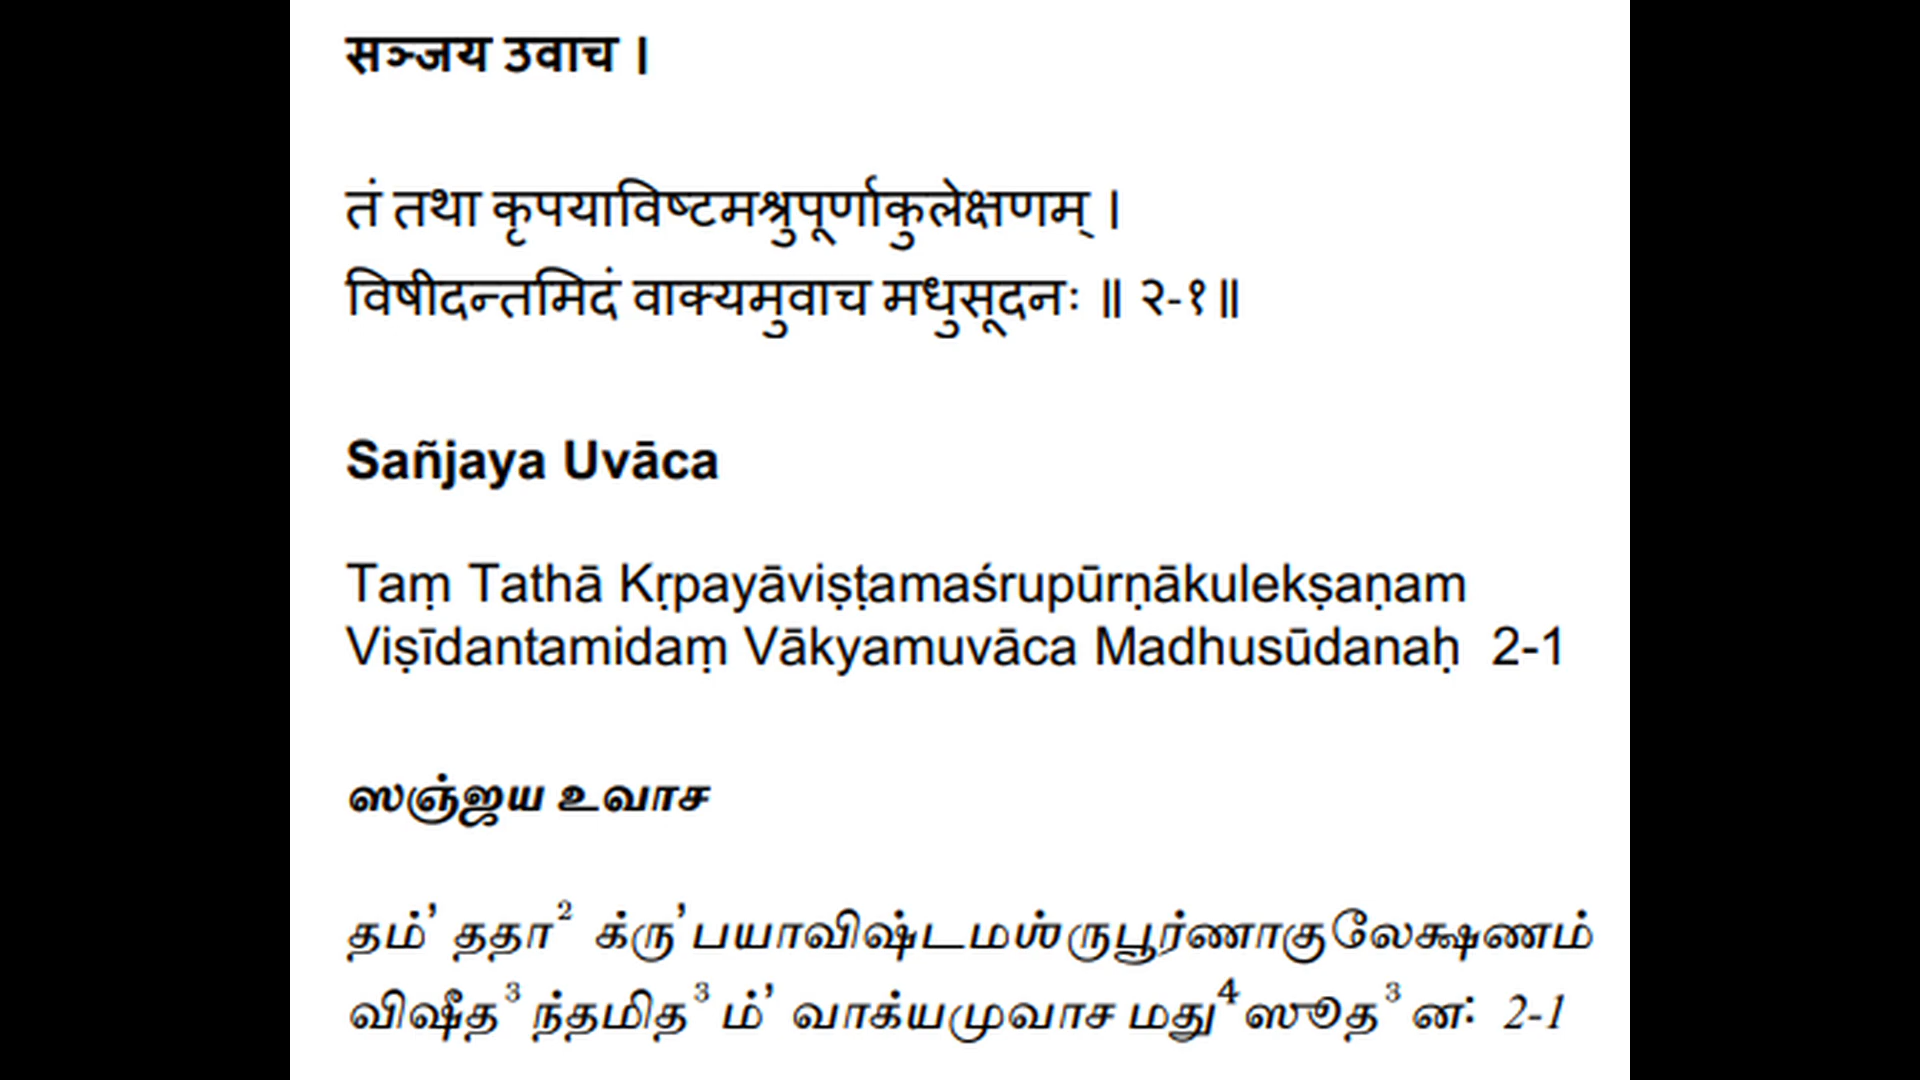 सञ्जय उवाच ।
तं तथा कृपयाविष्टमश्रुपूर्णाकुलेक्षणम् ।
विषीदन्तमिदं वाक्यमुवाच मधुसूदनः ॥ २-१॥
Sañjaya Uvāca
Taṃ Tathā Kṛpayāviṣṭamaśrupūrṇākulekṣaṇam
Viṣīdantamidaṃ Vākyamuvāca Madhusūdanaḥ 2-1
ஸஞ்ஜய உவாச
தம்ʼ ததா² க்ருʼபயாவிஷ்டமஶ்ருபூர்ணாகுலேக்ஷணம்
விஷீத³ந்தமித³ம்ʼ வாக்யமுவாச மது⁴ஸூத³ன꞉ 2-1